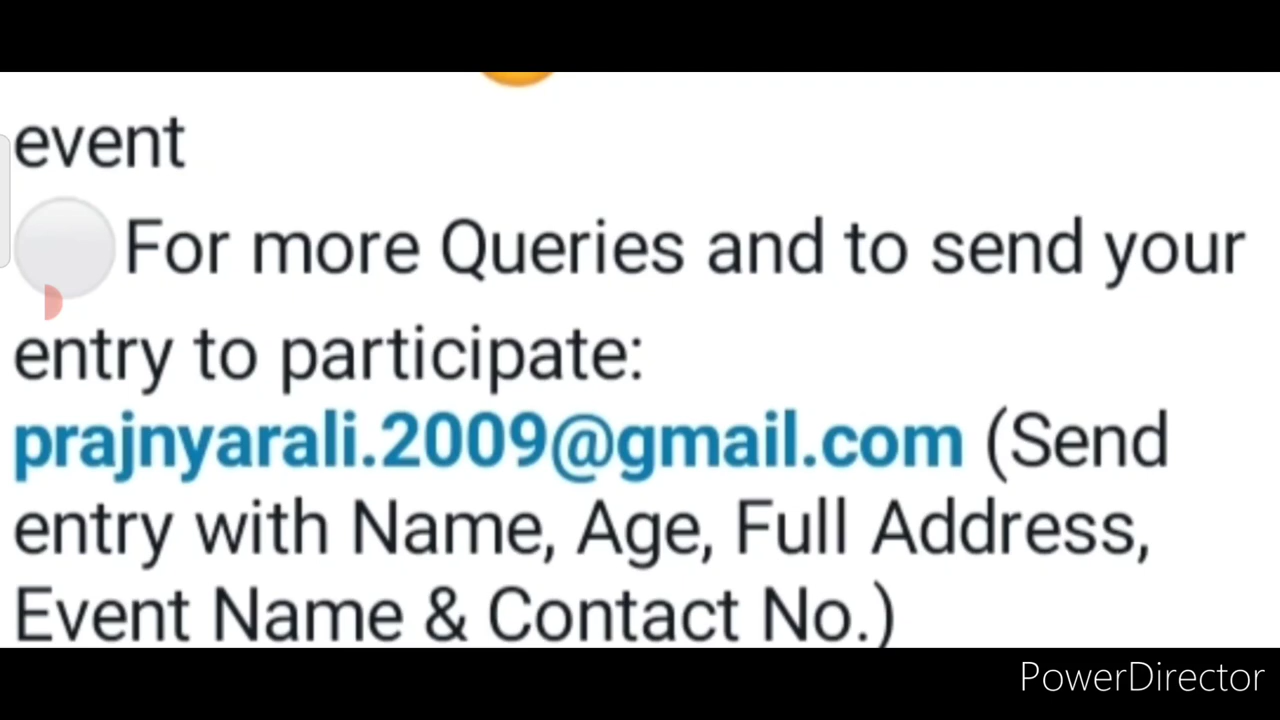 event
For more Queries and to send your
entry to participate:
prajnyarali.2009@gmail.com (Send
entry with Name, Age, Full Address,
Event Name & Contact No.)
PowerDirector